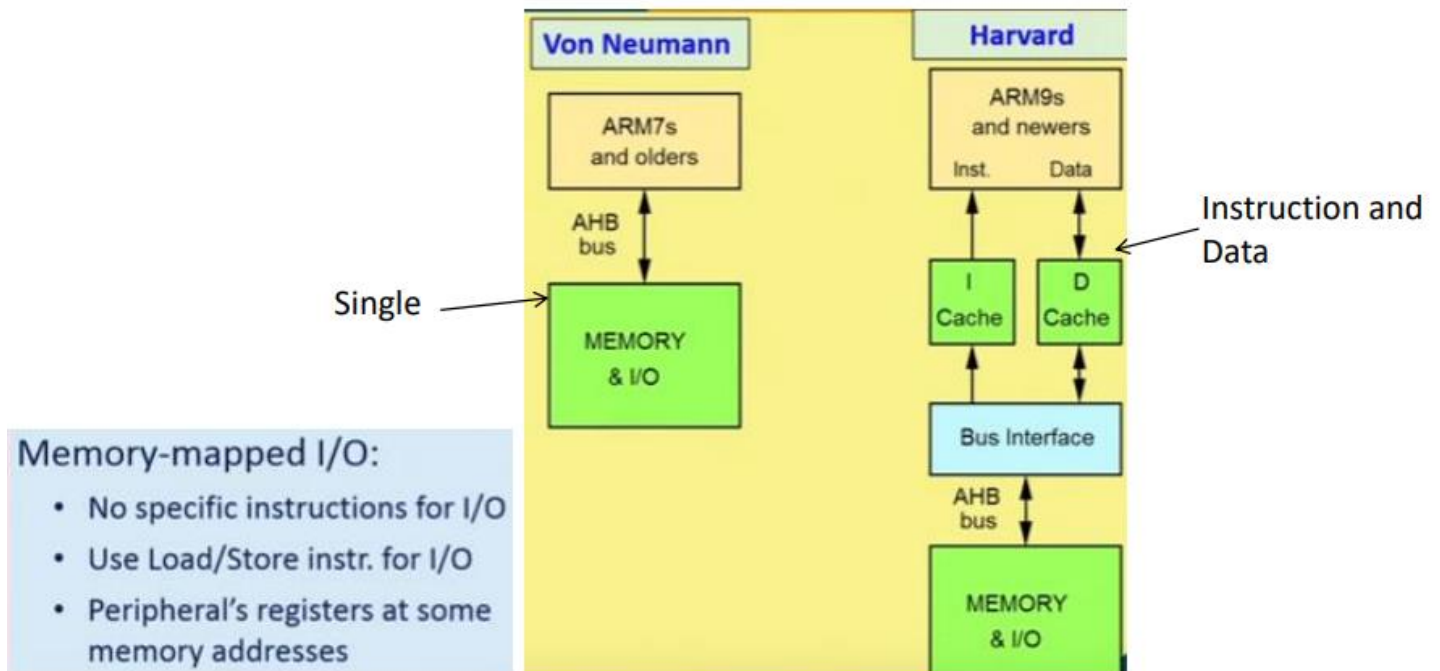 Von Neumann
ARM7s
and olders
AHB
bus
Single
MEMORY
& I/O
Harvard
ARM9s
and newers
Inst. Data
Instruction and
Data
I
Cache
D
Cache
Bus Interface
AHB
bus
MEMORY
& I/O
Memory-mapped I/O:
• No specific instructions for I/O
• Use Load/Store instr. for I/O
• Peripheral's registers at some
memory addresses